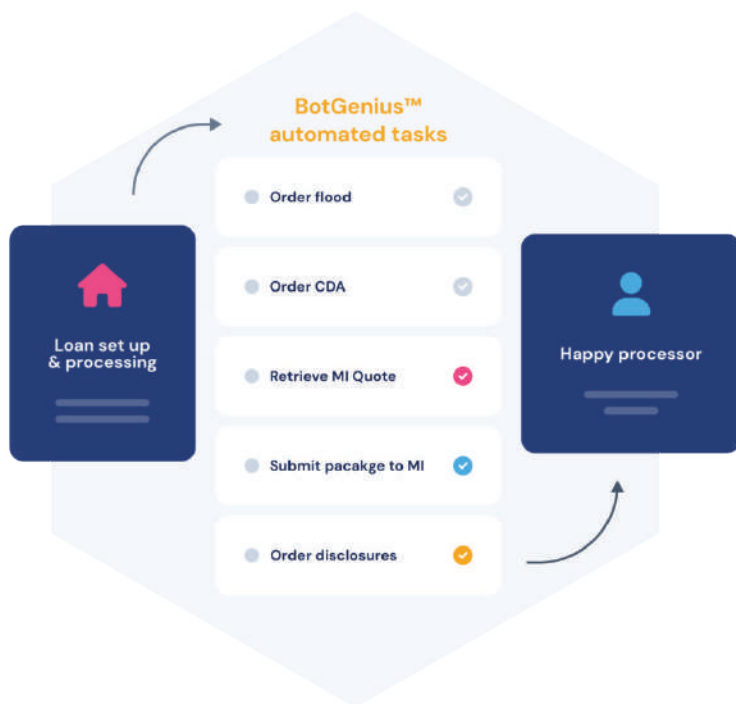 BotGenius™
automated tasks
Order flood
Order CDA
Loan set up
& processing
Retrieve MI Quote
Happy processor
Submit pacakge to MI
Order disclosures